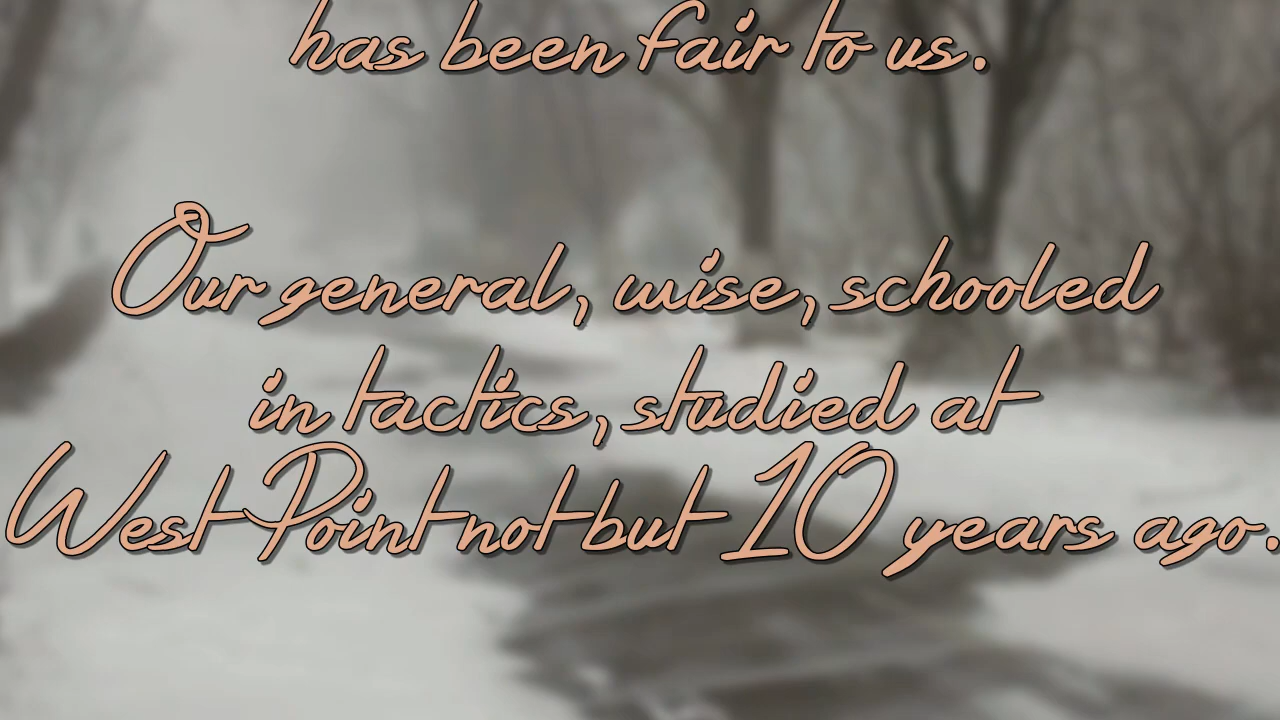 has been fair to us.
Our general, wise, schooled
in tactics, studied at
West Point not but 10 years ago.